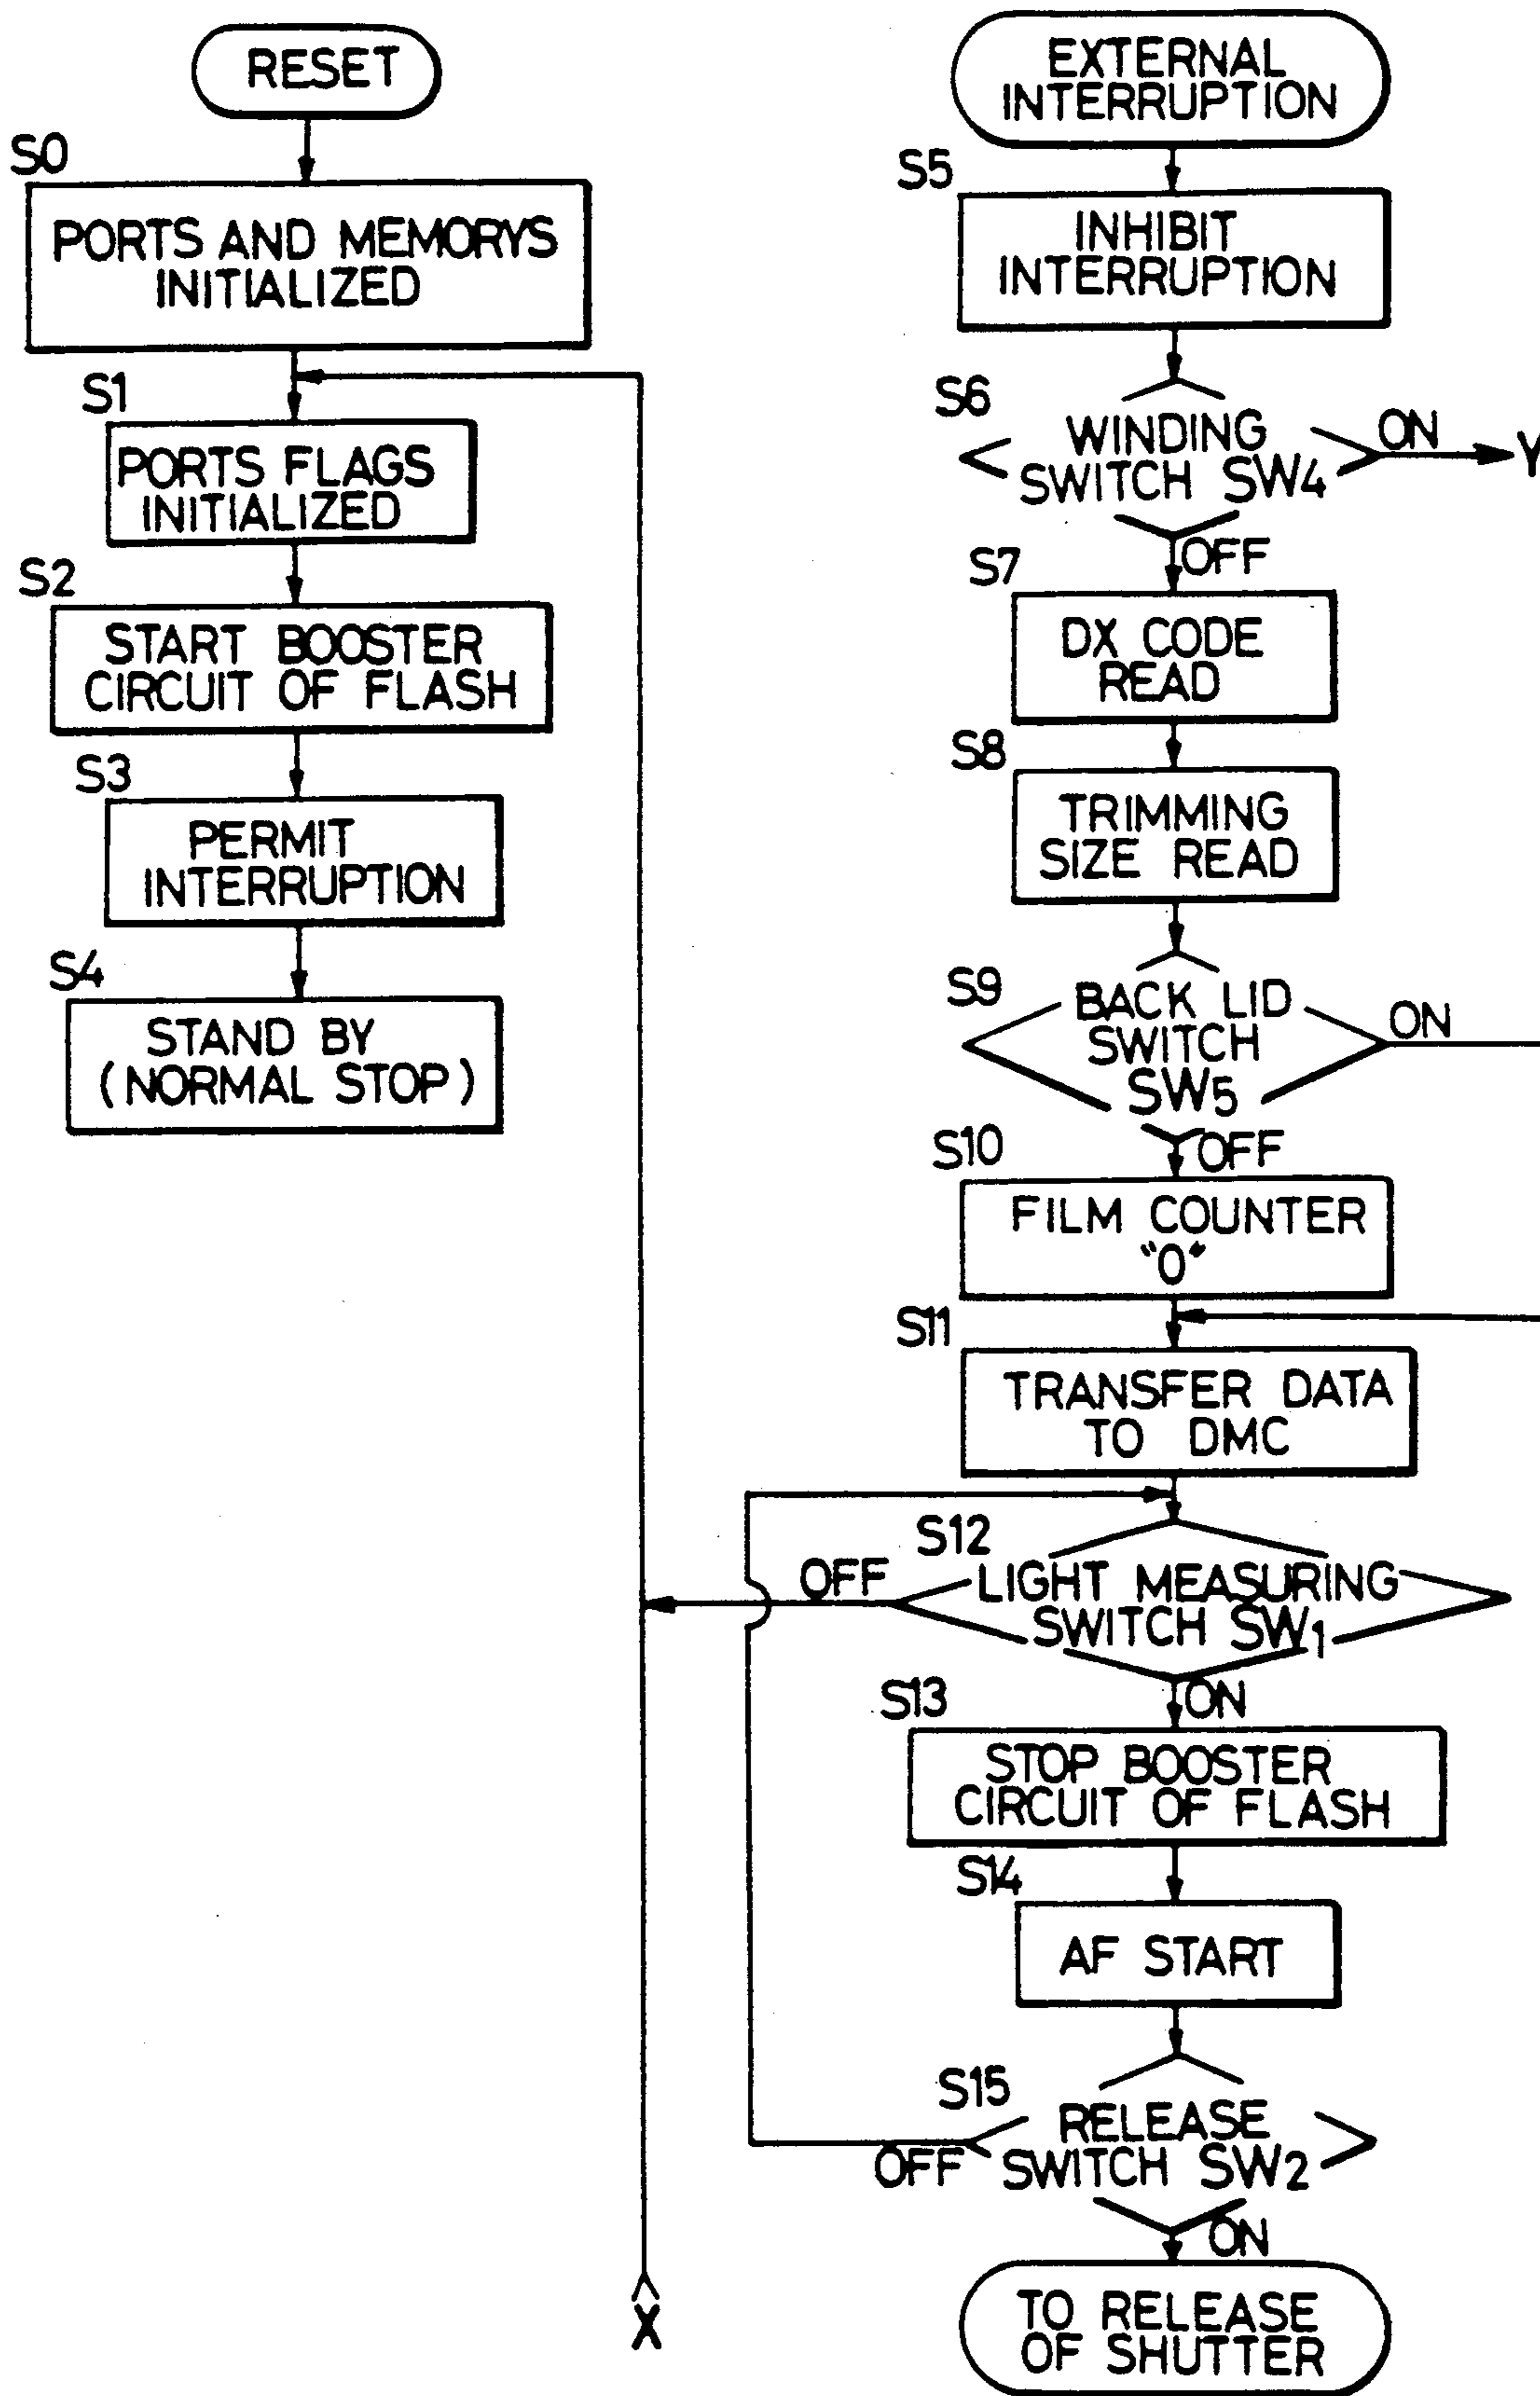 RESET
S0
PORTS AND MEMORYS
INITIALIZED
S1
PORTS FLAGS
INITIALIZED
S2
START BOOSTER
CIRCUIT OF FLASH
S3
PERMIT
INTERRUPTION
S4
STAND BY
(NORMAL STOP)
X
EXTERNAL
INTERRUPTION
S5
INHIBIT
INTERRUPTION
S6
WINDING
SWITCH SW4
ON
Y
OFF
S7
DX CODE
READ
S8
TRIMMING
SIZE READ
S9
BACK LID
SWITCH
SW5
ON
OFF
S10
FILM COUNTER
"0"
S11
TRANSFER DATA
TO DMC
S12
OFF
LIGHT MEASURING
SWITCH SW1
ON
S13
STOP BOOSTER
CIRCUIT OF FLASH
S14
AF START
S15
RELEASE
SWITCH SW2
OFF
ON
TO RELEASE
OF SHUTTER